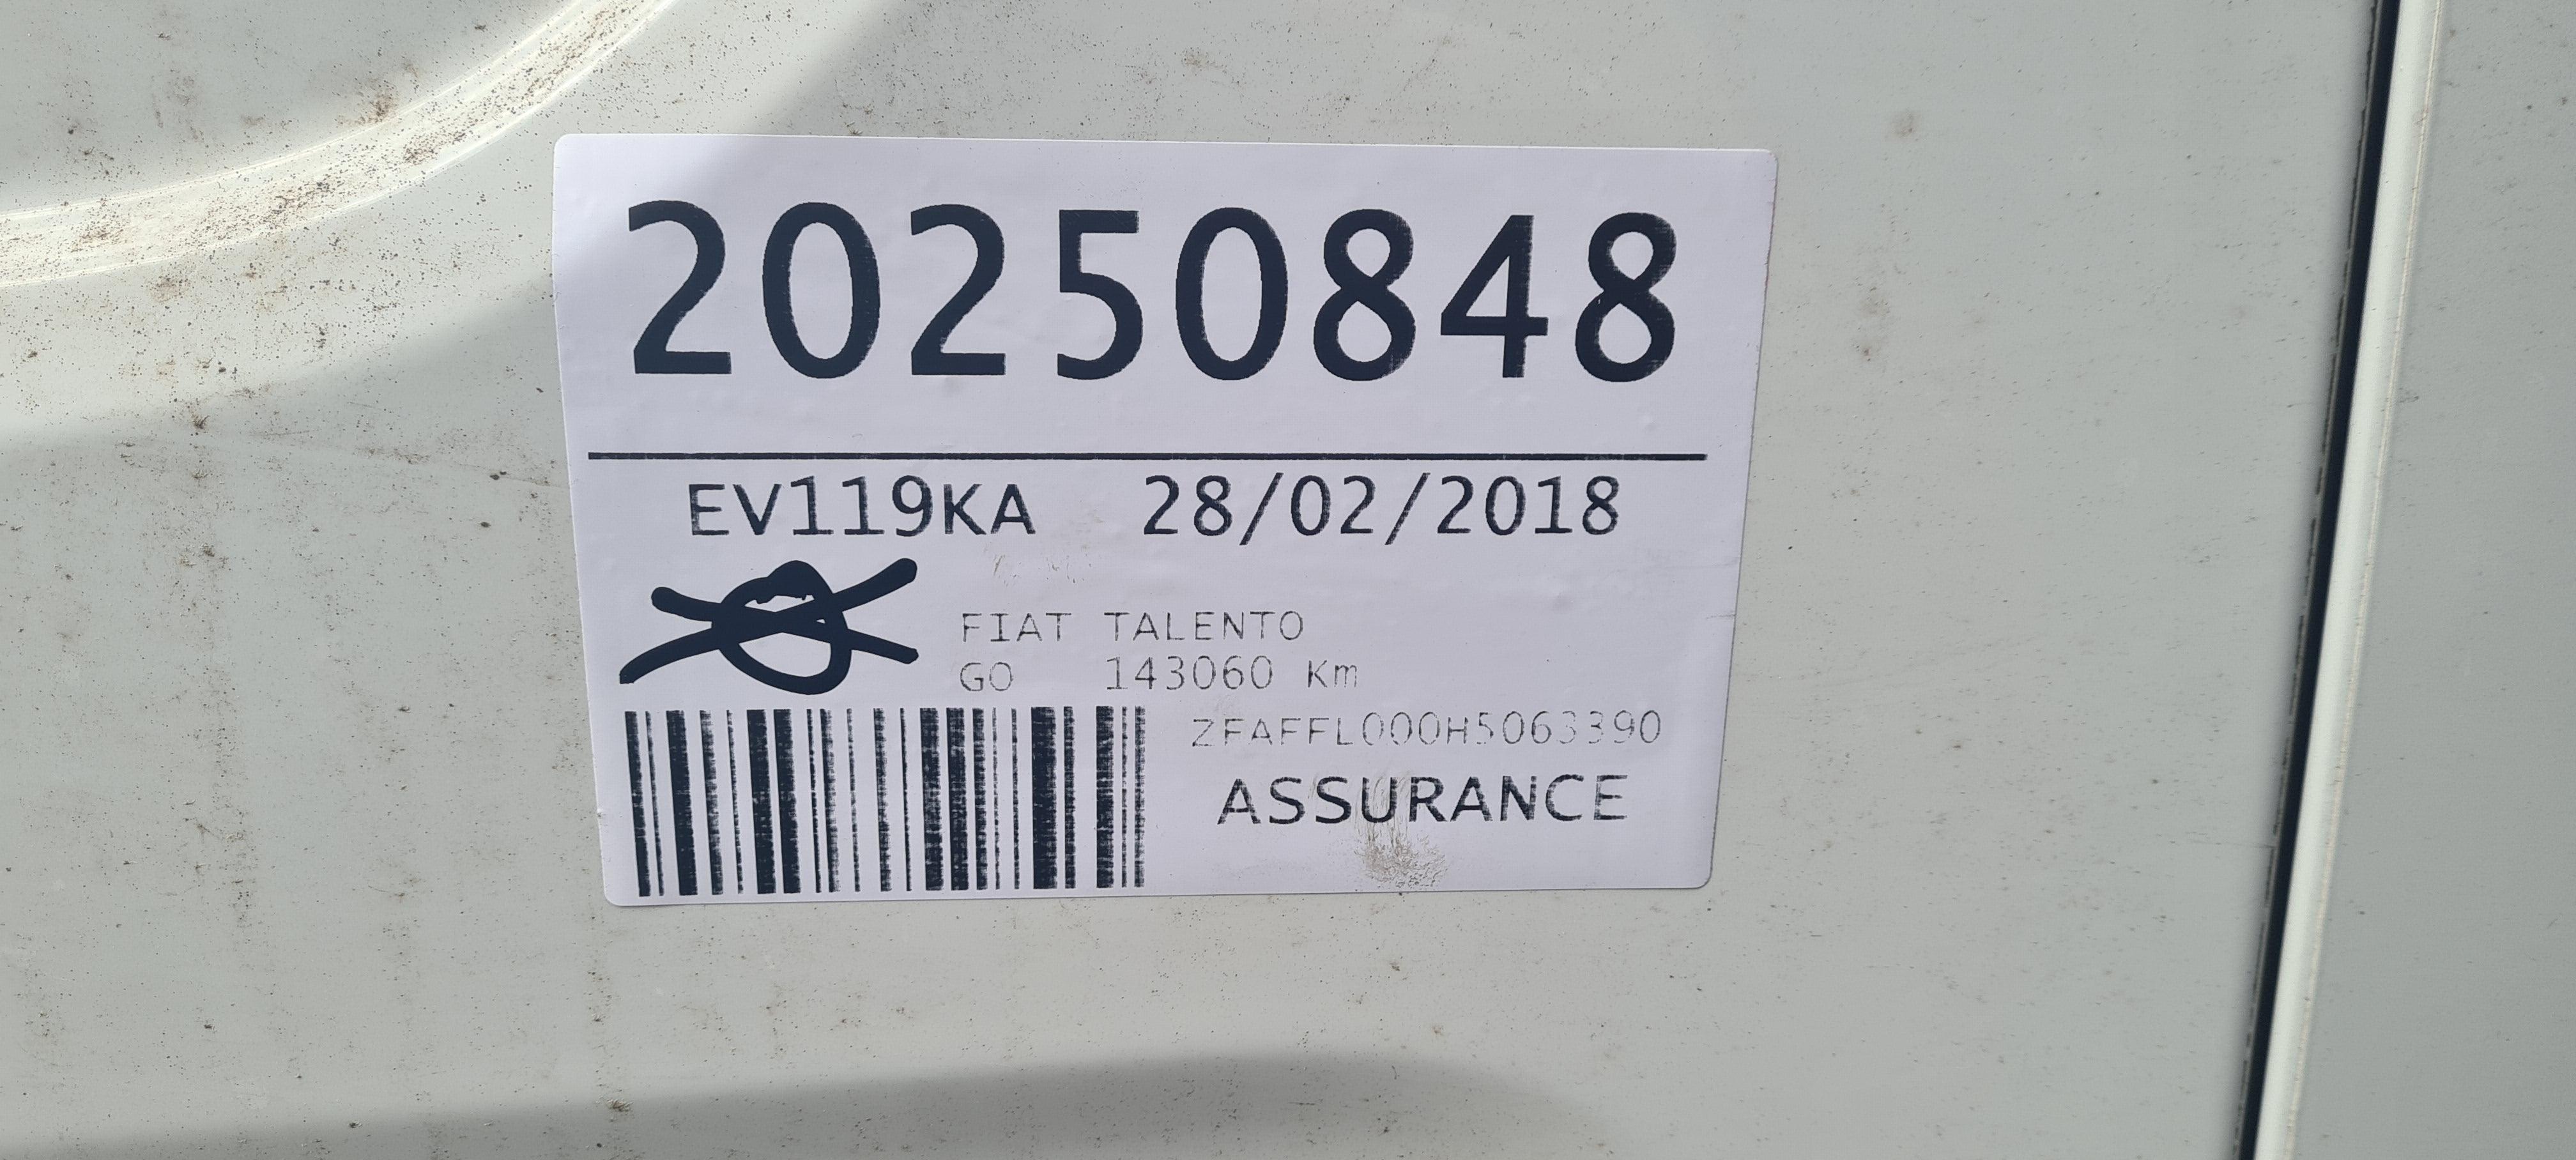 20250848
EV119KA 28/02/2018
FIAT TALENTO
GO 143060 Km
ZFAFFL000H5063390
ASSURANCE